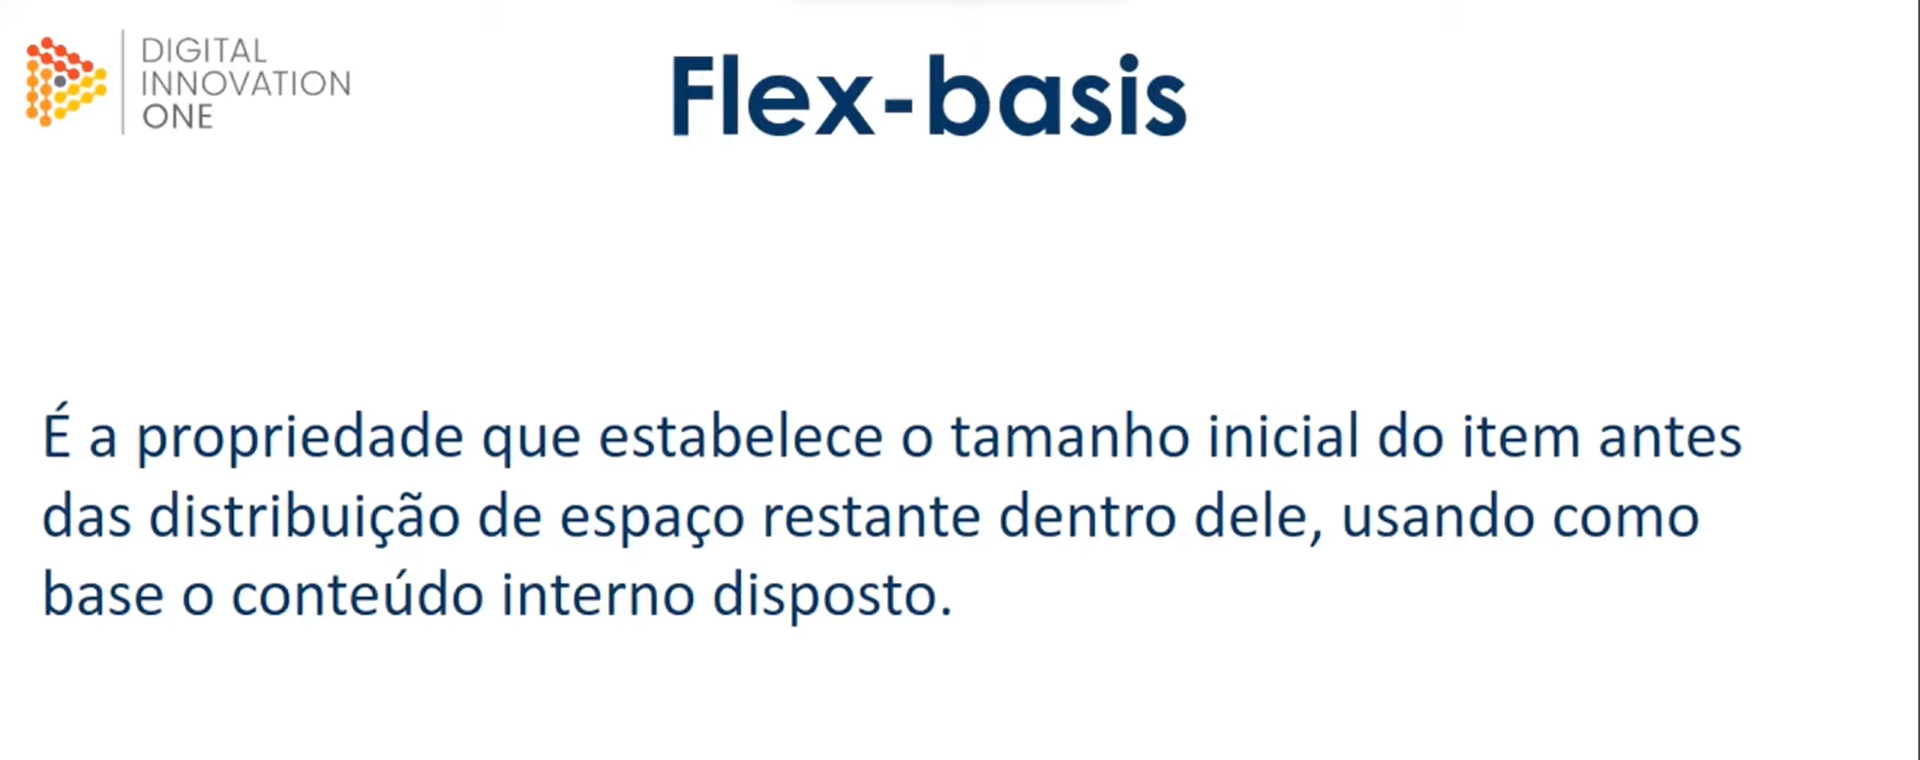 DIGITAL
INNOVATION
ONE
Flex-basis
É a propriedade que estabelece o tamanho inicial do item antes
das distribuição de espaço restante dentro dele, usando como
base o conteúdo interno disposto.